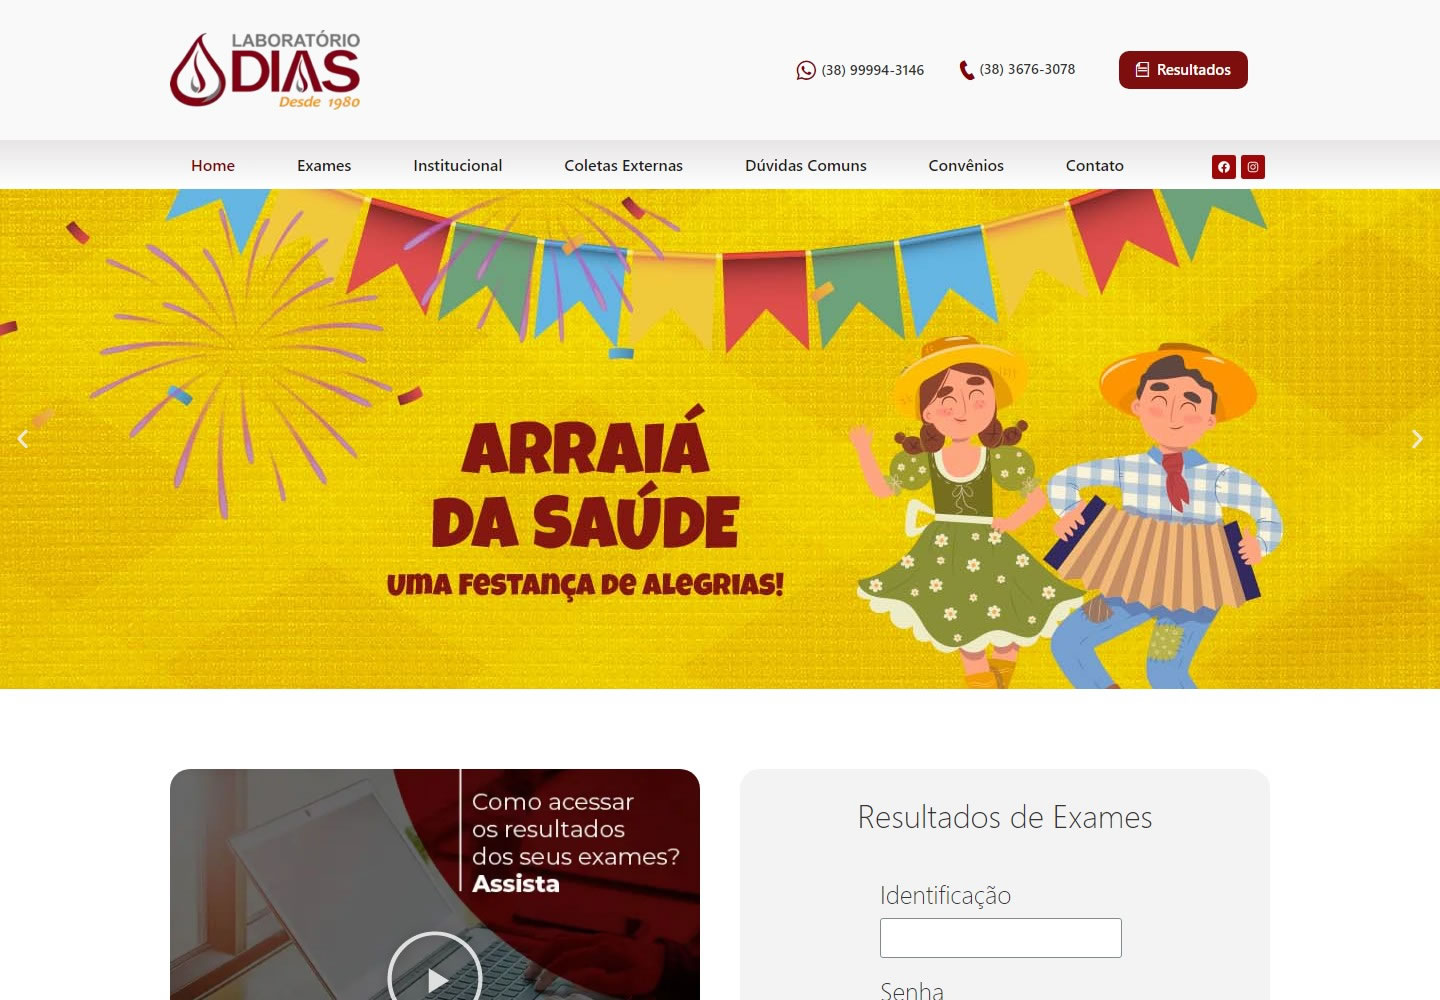 LABORATÓRIO
DIAS
Desde 1980
(38) 99994-3146
(38) 3676-3078
Resultados
Home
Exames
Institucional
Coletas Externas
Dúvidas Comuns
Convênios
Contato
ARRAIÁ
DA SAÚDE
UMA FESTANÇA DE ALEGRIAS!
Como acessar
os resultados
dos seus exames?
Assista
Resultados de Exames
Identificação
Senha